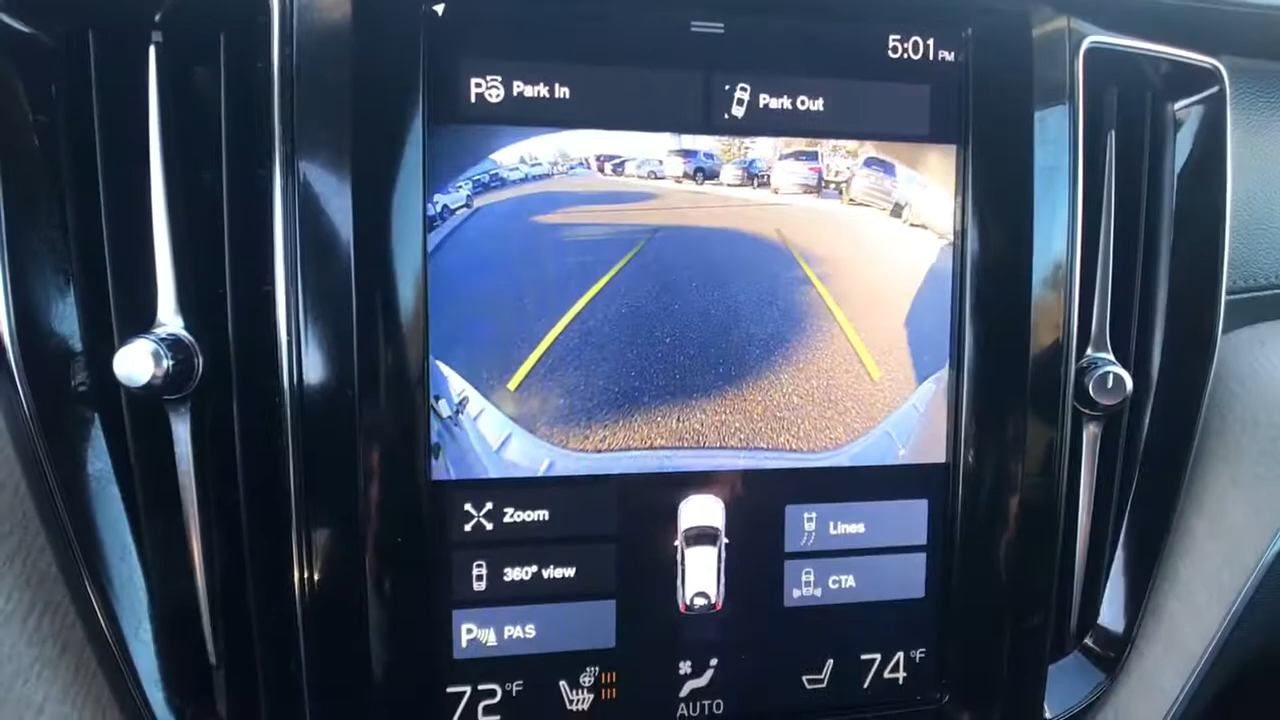 5:01 PM
Park In
Park Out
Zoom
360° view
PAS
Lines
CTA
72 °F
AUTO
74 °F